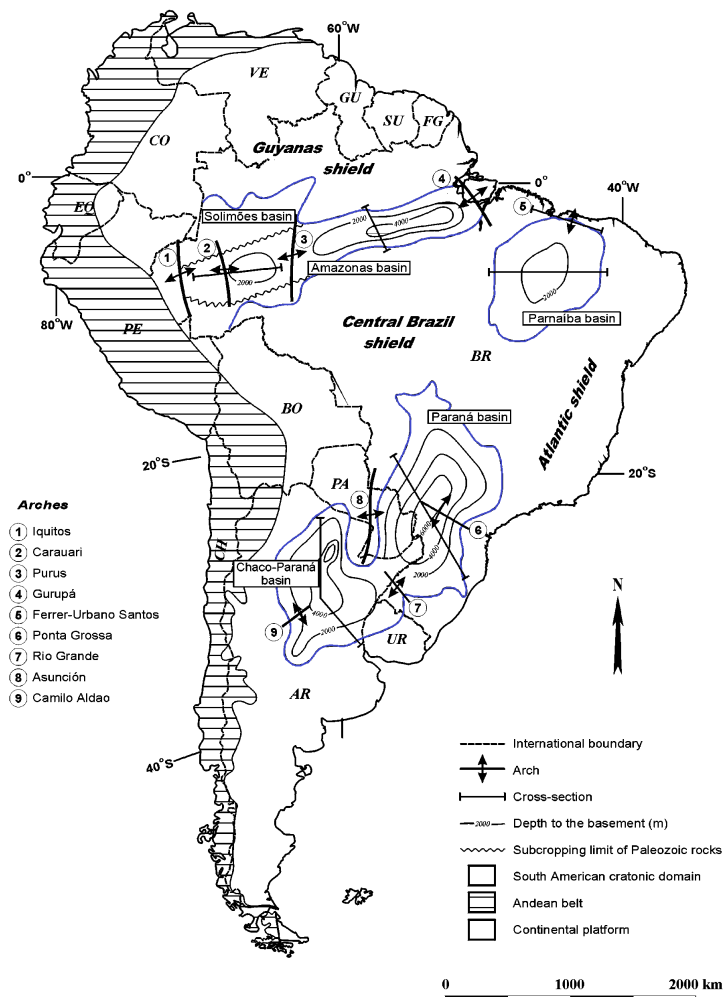 60°W
VE
GU
SU
FG
CO
Guyanas
shield
0°
4
0°
40°W
EQ
Solimões basin
5
2000
4000
1
2
3
2000
Amazonas basin
2000
80°W
Parnaíba basin
PE
Central Brazil
shield
BR
BO
Paraná basin
Atlantic shield
20°S
20°S
PA
8
Arches
1 Iquitos
2 Carauari
3 Purus
4 Gurupá
5 Ferrer-Urbano Santos
6 Ponta Grossa
7 Rio Grande
8 Asunción
9 Camilo Aldao
6000
6
CH
4000
Chaco-Paraná
basin
2000
N
4000
7
9
2000
UR
AR
40°S
International boundary
Arch
Cross-section
2000 Depth to the basement (m)
Subcropping limit of Paleozoic rocks
South American cratonic domain
Andean belt
Continental platform
0 1000 2000 km